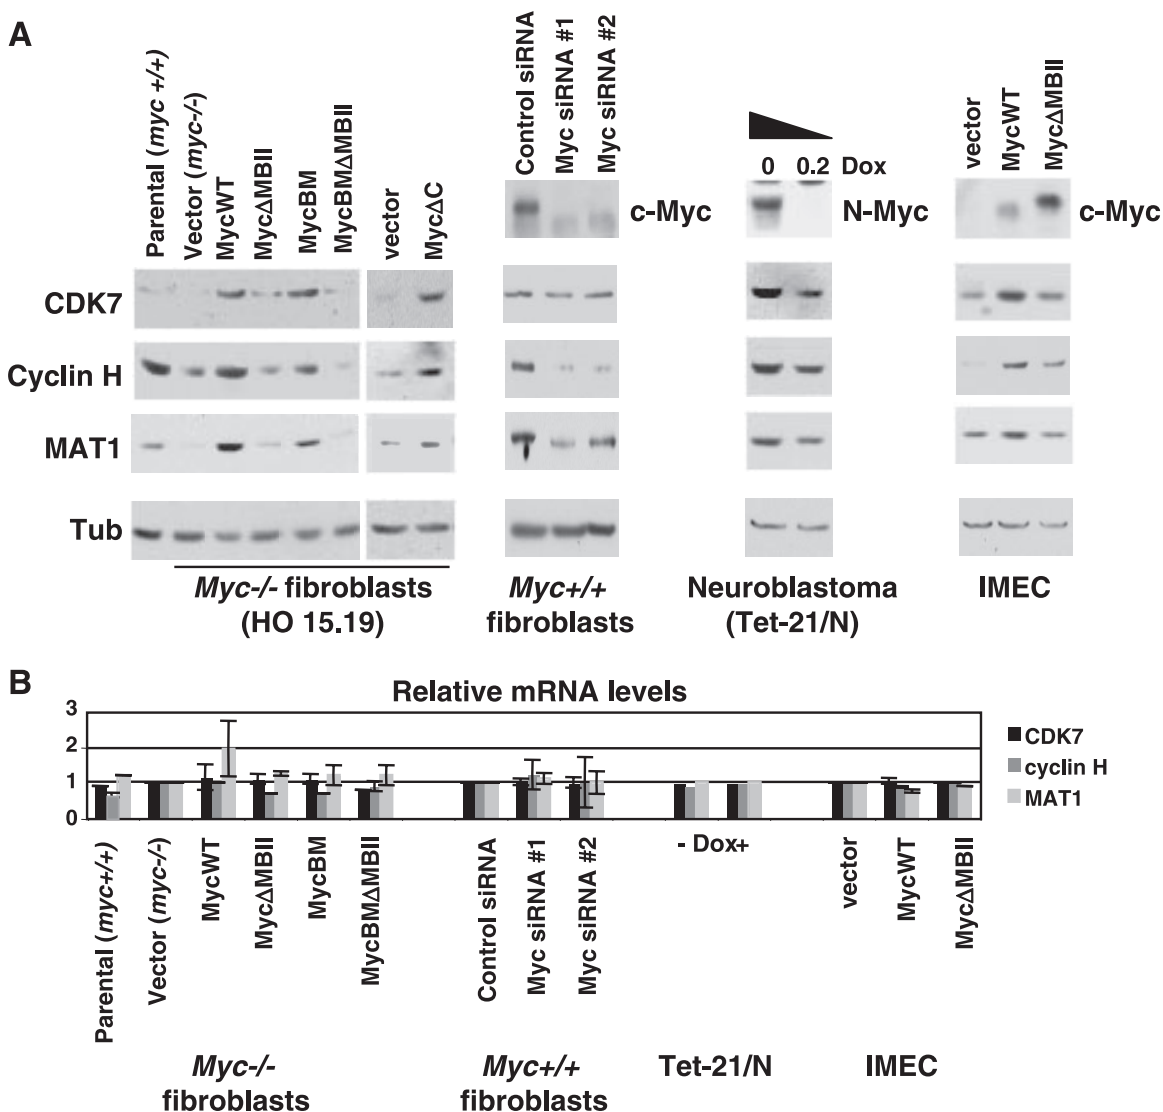 A
Parental (myc +/+)
Vector (myc-/-)
MycWT
MycΔMBII
MycBM
MycBMΔMBII
vector
MycΔC
Control siRNA
Myc siRNA #1
Myc siRNA #2
c-Myc
0 0.2 Dox
N-Myc
vector
MycWT
MycΔMBII
c-Myc
CDK7
Cyclin H
MAT1
Tub
Myc-/- fibroblasts
(HO 15.19)
Myc+/+
fibroblasts
Neuroblastoma
(Tet-21/N)
IMEC
B
Relative mRNA levels
3
2
1
0
CDK7
cyclin H
MAT1
Parental (myc+/+)
Vector (myc-/-)
MycWT
MycΔMBII
MycBM
MycBMΔMBII
Control siRNA
Myc siRNA #1
Myc siRNA #2
- Dox+
vector
MycWT
MycΔMBII
Myc-/-
fibroblasts
Myc+/+
fibroblasts
Tet-21/N
IMEC